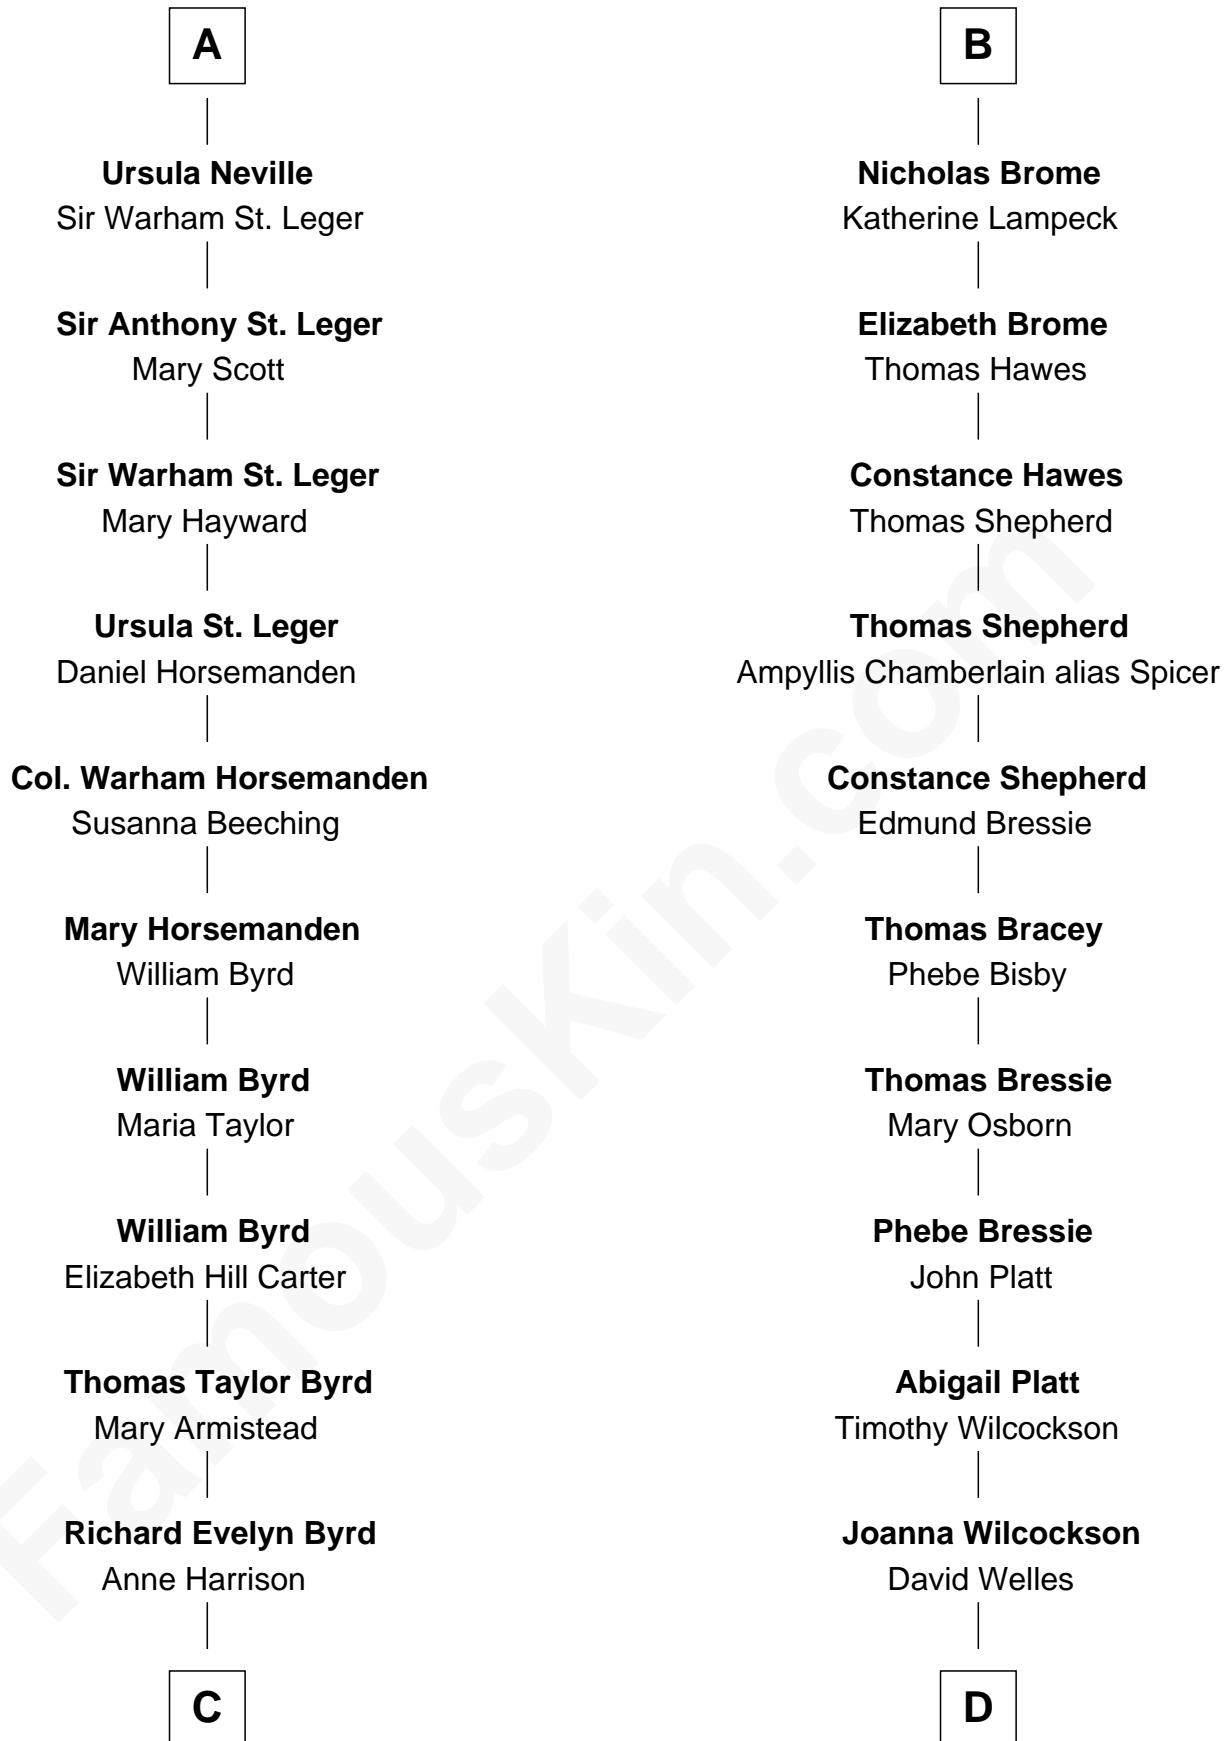 A
Ursula Neville
Sir Warham St. Leger
Sir Anthony St. Leger
Mary Scott
Sir Warham St. Leger
Mary Hayward
Ursula St. Leger
Daniel Horsemanden
Col. Warham Horsemanden
Susanna Beeching
Mary Horsemanden
William Byrd
William Byrd
Maria Taylor
William Byrd
Elizabeth Hill Carter
Thomas Taylor Byrd
Mary Armistead
Richard Evelyn Byrd
Anne Harrison
C
B
Nicholas Brome
Katherine Lampeck
Elizabeth Brome
Thomas Hawes
Constance Hawes
Thomas Shepherd
Thomas Shepherd
Ampyllis Chamberlain alias Spicer
Constance Shepherd
Edmund Bressie
Thomas Bracey
Phebe Bisby
Thomas Bressie
Mary Osborn
Phebe Bressie
John Platt
Abigail Platt
Timothy Wilcockson
Joanna Wilcockson
David Welles
D
FamousKin.com